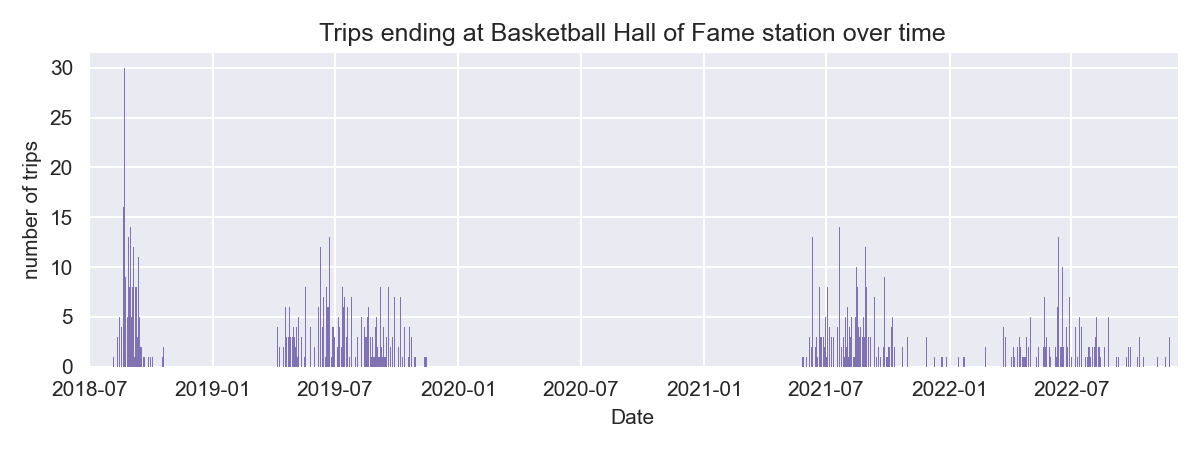 Trips ending at Basketball Hall of Fame station over time
number of trips
30
25
20
15
10
5
0
2018-07 2019-01 2019-07 2020-01 2020-07 2021-01 2021-07 2022-01 2022-07
Date